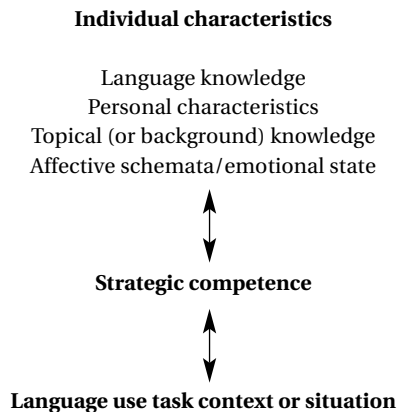 Individual characteristics
Language knowledge
Personal characteristics
Topical (or background) knowledge
Affective schemata/emotional state
Strategic competence
Language use task context or situation